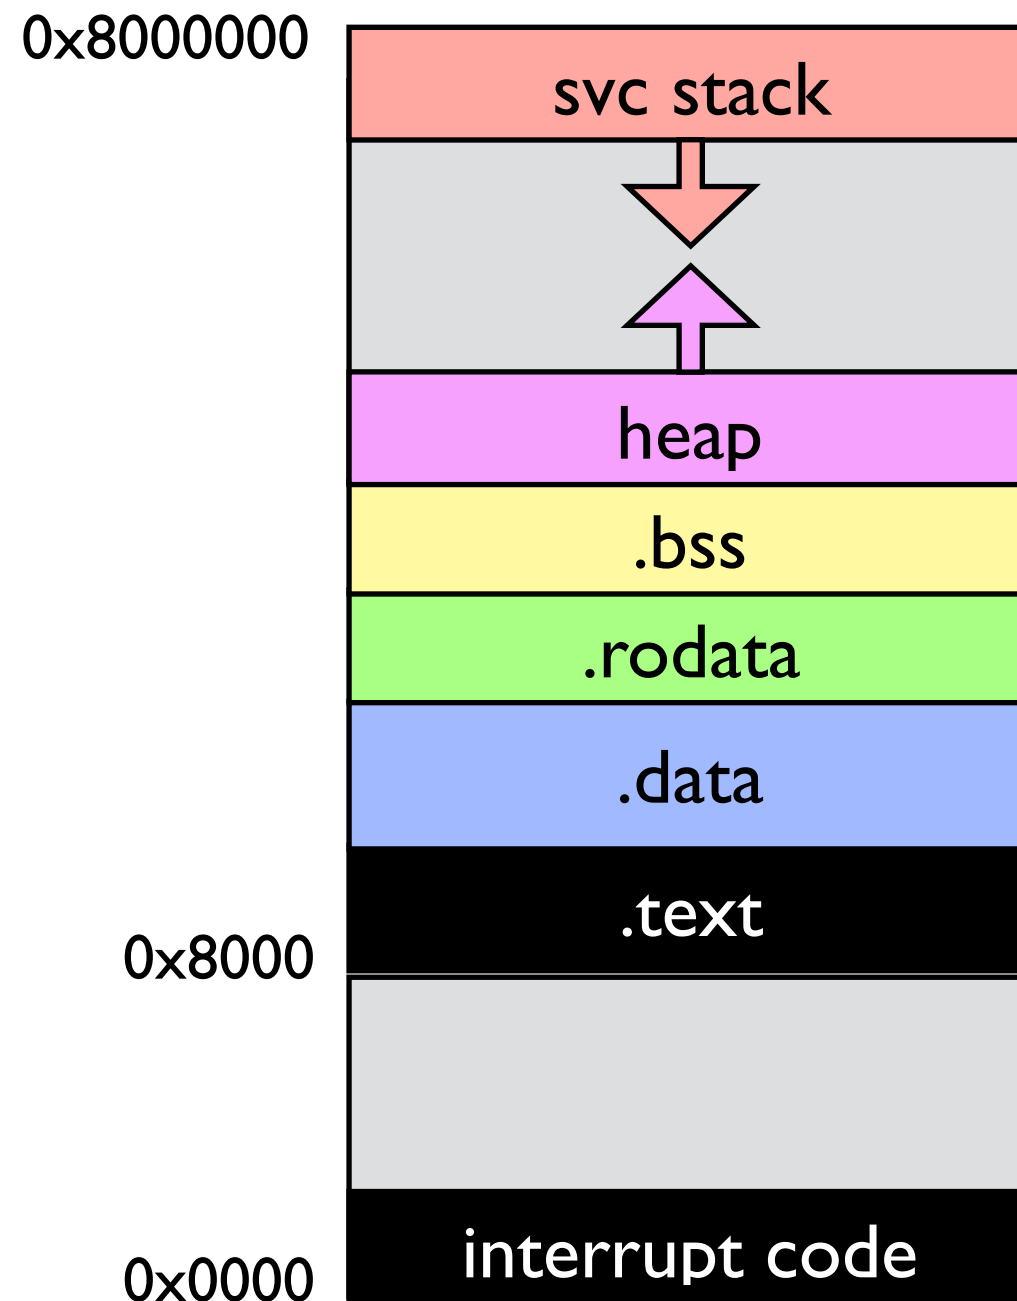 0x8000000
svc stack
heap
.bss
.rodata
.data
.text
0x8000
interrupt code
0x0000